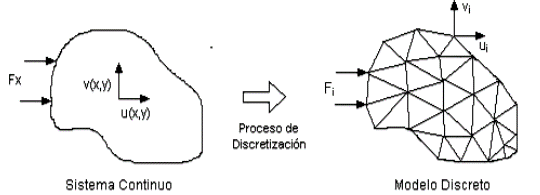 Fx
v(x,y)
u(x,y)
Proceso de
Discretización
vi
ui
Fi
Sistema Continuo
Modelo Discreto